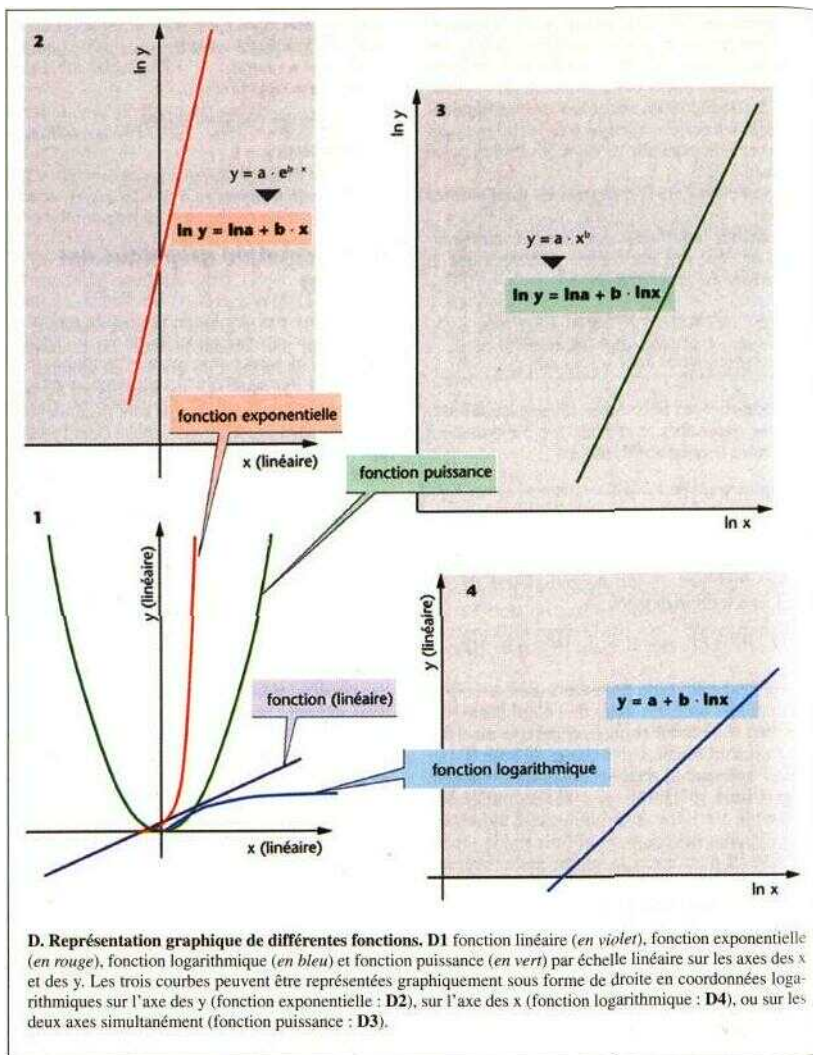 2
ln y
y = a · e^b · x
ln y = lna + b · x
x (linéaire)
3
ln y
y = a · x^b
ln y = lna + b · lnx
ln x
fonction exponentielle
fonction puissance
1
y (linéaire)
fonction (linéaire)
fonction logarithmique
x (linéaire)
4
y (linéaire)
y = a + b · lnx
ln x
D. Représentation graphique de différentes fonctions. D1 fonction linéaire (en violet), fonction exponentielle
(en rouge), fonction logarithmique (en bleu) et fonction puissance (en vert) par échelle linéaire sur les axes des x
et des y. Les trois courbes peuvent être représentées graphiquement sous forme de droite en coordonnées loga-
rithmiques sur l'axe des y (fonction exponentielle : D2), sur l'axe des x (fonction logarithmique : D4), ou sur les
deux axes simultanément (fonction puissance : D3).